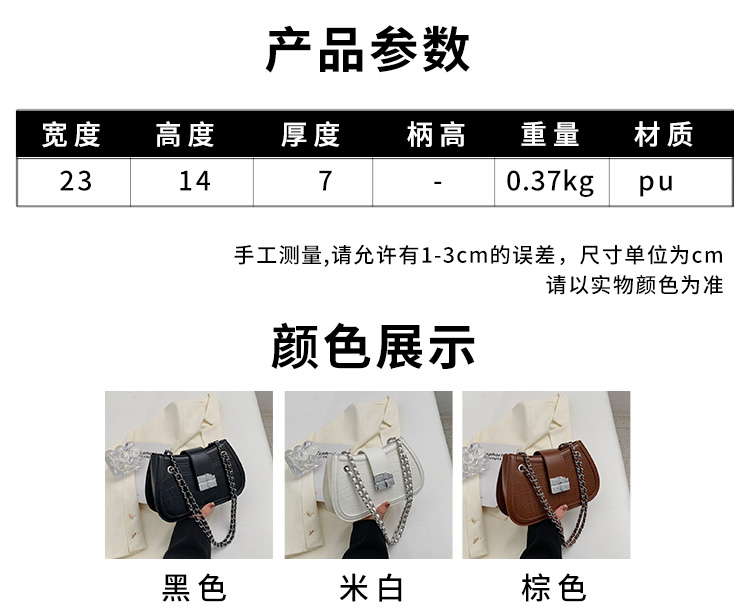 产品参数
宽度 高度 厚度 柄高 重量 材质
23 14 7 - 0.37kg pu
手工测量,请允许有1-3cm的误差，尺寸单位为cm
请以实物颜色为准
颜色展示
黑色 米白 棕色